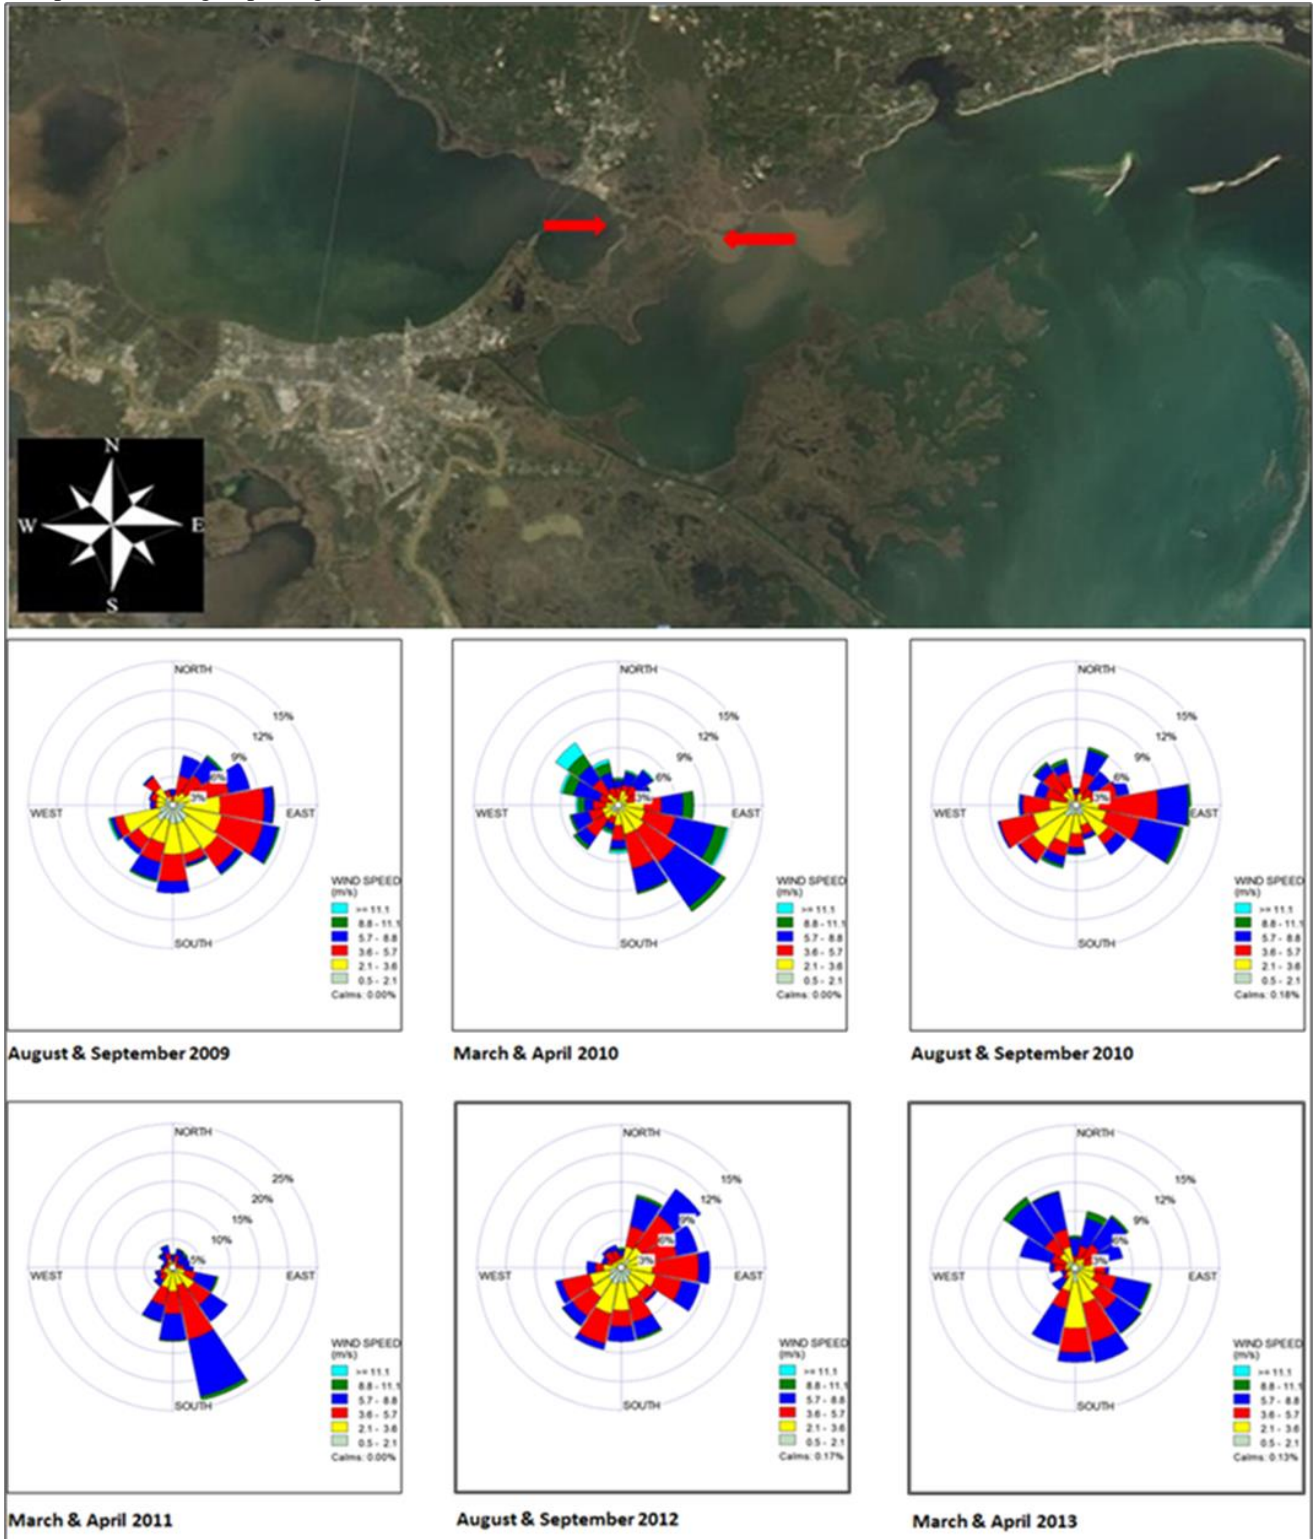 N
W E
S
NORTH
15%
12%
9%
6%
3%
WEST EAST
SOUTH
WIND SPEED
(m/s)
>= 11.1
8.8 - 11.1
5.7 - 8.8
3.6 - 5.7
2.1 - 3.6
0.5 - 2.1
Calms: 0.00%
August & September 2009
NORTH
15%
12%
9%
6%
3%
WEST EAST
SOUTH
WIND SPEED
(m/s)
>= 11.1
8.8 - 11.1
5.7 - 8.8
3.6 - 5.7
2.1 - 3.6
0.5 - 2.1
Calms: 0.00%
March & April 2010
NORTH
15%
12%
9%
6%
3%
WEST EAST
SOUTH
WIND SPEED
(m/s)
>= 11.1
8.8 - 11.1
5.7 - 8.8
3.6 - 5.7
2.1 - 3.6
0.5 - 2.1
Calms: 0.18%
August & September 2010
NORTH
25%
20%
15%
10%
5%
WEST EAST
SOUTH
WIND SPEED
(m/s)
>= 11.1
8.8 - 11.1
5.7 - 8.8
3.6 - 5.7
2.1 - 3.6
0.5 - 2.1
Calms: 0.00%
March & April 2011
NORTH
15%
12%
9%
6%
3%
WEST EAST
SOUTH
WIND SPEED
(m/s)
>= 11.1
8.8 - 11.1
5.7 - 8.8
3.6 - 5.7
2.1 - 3.6
0.5 - 2.1
Calms: 0.17%
August & September 2012
NORTH
15%
12%
9%
6%
3%
WEST EAST
SOUTH
WIND SPEED
(m/s)
>= 11.1
8.8 - 11.1
5.7 - 8.8
3.6 - 5.7
2.1 - 3.6
0.5 - 2.1
Calms: 0.13%
March & April 2013